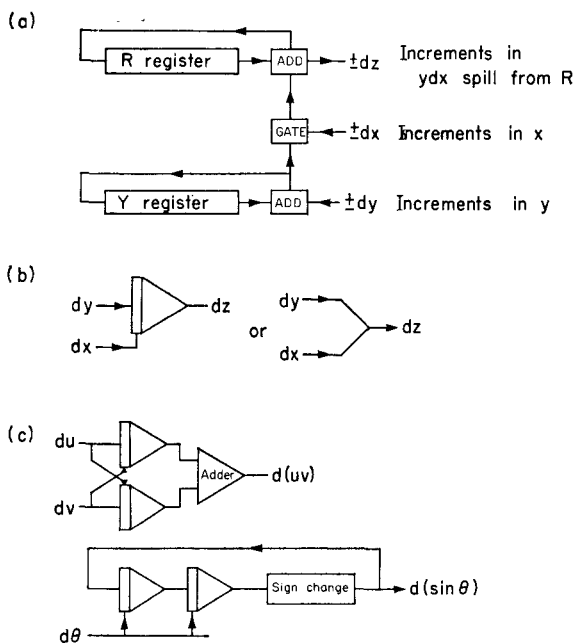 (a)
R register
ADD
±dz
Increments in
ydx spill from R
GATE
±dx Increments in x
Y register
ADD
±dy Increments in y
(b)
dy
dz
dx
or
dy
dz
dx
(c)
du
dv
Adder
d(uv)
Sign change
d(sin θ)
dθ